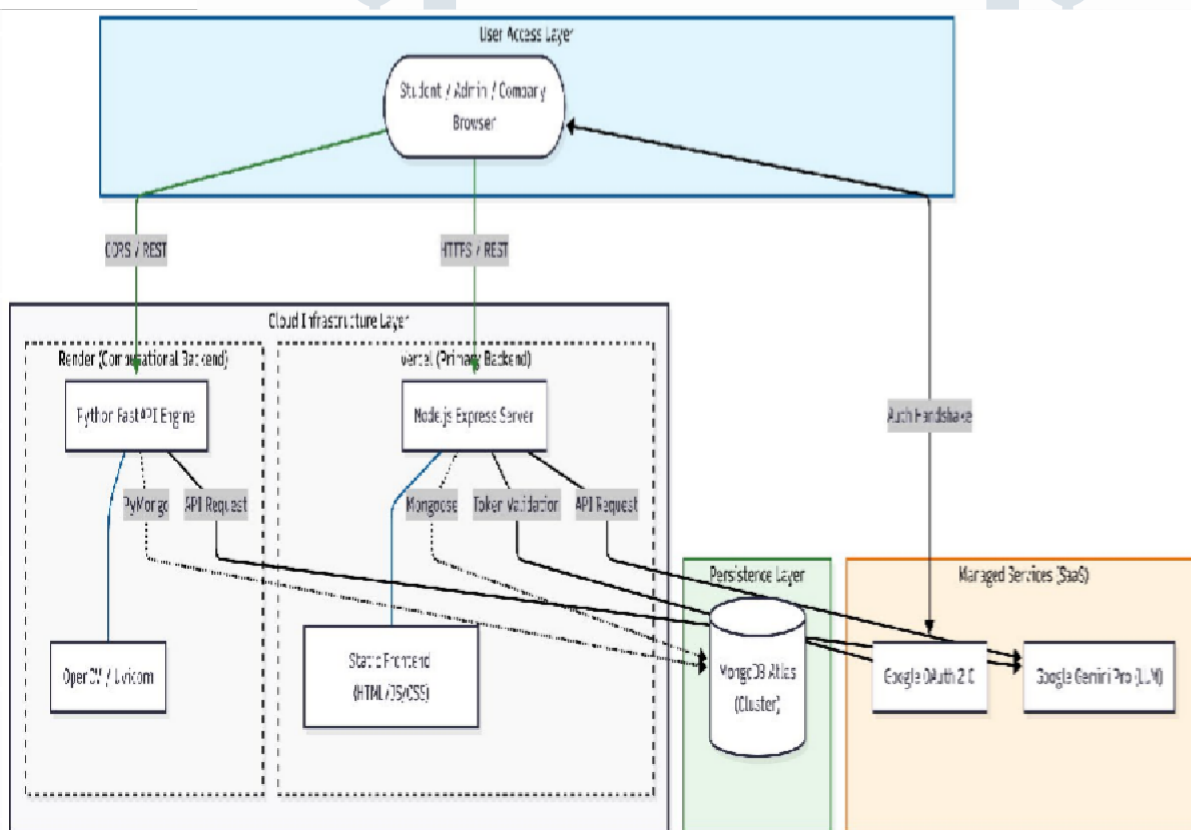 User Access Layer
Student / Admin / Company
Browser
CORS / REST
HTTPS / REST
Cloud Infrastructure Layer
Render (Computational Backend)
Vercel (Primary Backend)
Python FastAPI Engine
Node.js Express Server
Auth Handshake
PyMongo
API Request
Mongoose
Token Validation
API Request
Persistence Layer
Managed Services (SaaS)
OpenCV / Uvicorn
Static Frontend
(HTML/JS/CSS)
MongoDB Atlas
(Cluster)
Google OAuth 2.0
Google Gemini Pro (LLM)